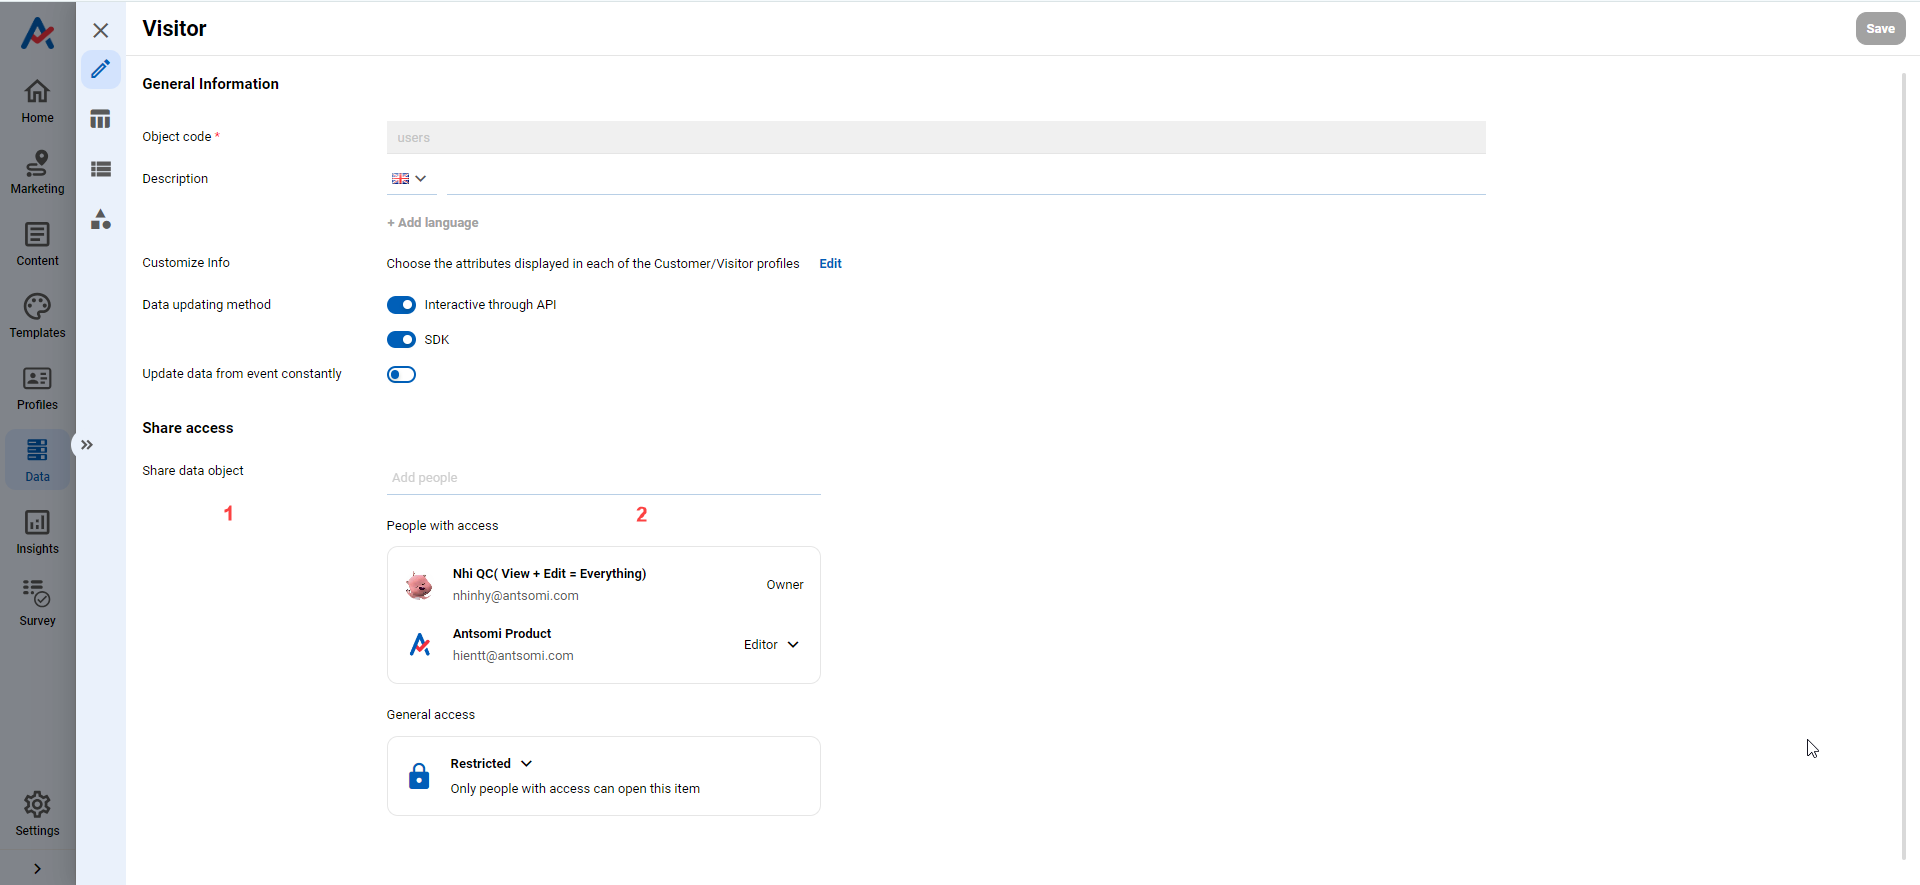 Visitor
Save
General Information
Object code *
users
Description
+ Add language
Customize Info
Choose the attributes displayed in each of the Customer/Visitor profiles
Edit
Data updating method
Interactive through API
SDK
Update data from event constantly
Share access
Share data object
Add people
1
2
People with access
Nhi QC( View + Edit = Everything)
nhinhy@antsomi.com
Owner
Antsomi Product
hientt@antsomi.com
Editor
General access
Restricted
Only people with access can open this item
Home
Marketing
Content
Templates
Profiles
Data
Insights
Survey
Settings